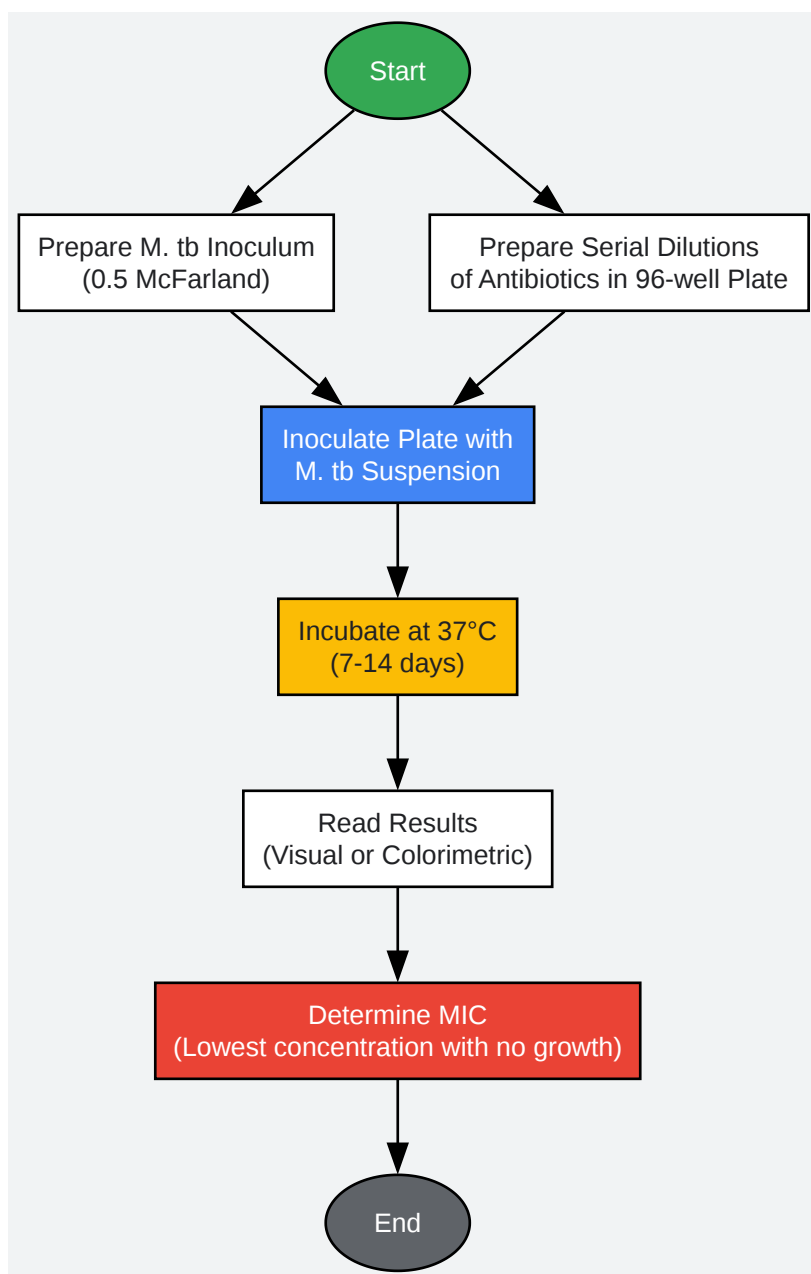 Start
Prepare M. tb Inoculum
(0.5 McFarland)
Prepare Serial Dilutions
of Antibiotics in 96-well Plate
Inoculate Plate with
M. tb Suspension
Incubate at 37°C
(7-14 days)
Read Results
(Visual or Colorimetric)
Determine MIC
(Lowest concentration with no growth)
End